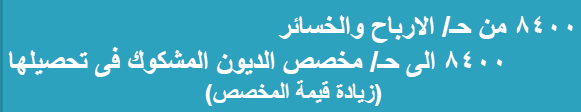 ٨٤٠٠ من حـ/ الارباح والخسائر
٨٤٠٠ الى حـ/ مخصص الديون المشكوك فى تحصيلها
(زيادة قيمة المخصص)